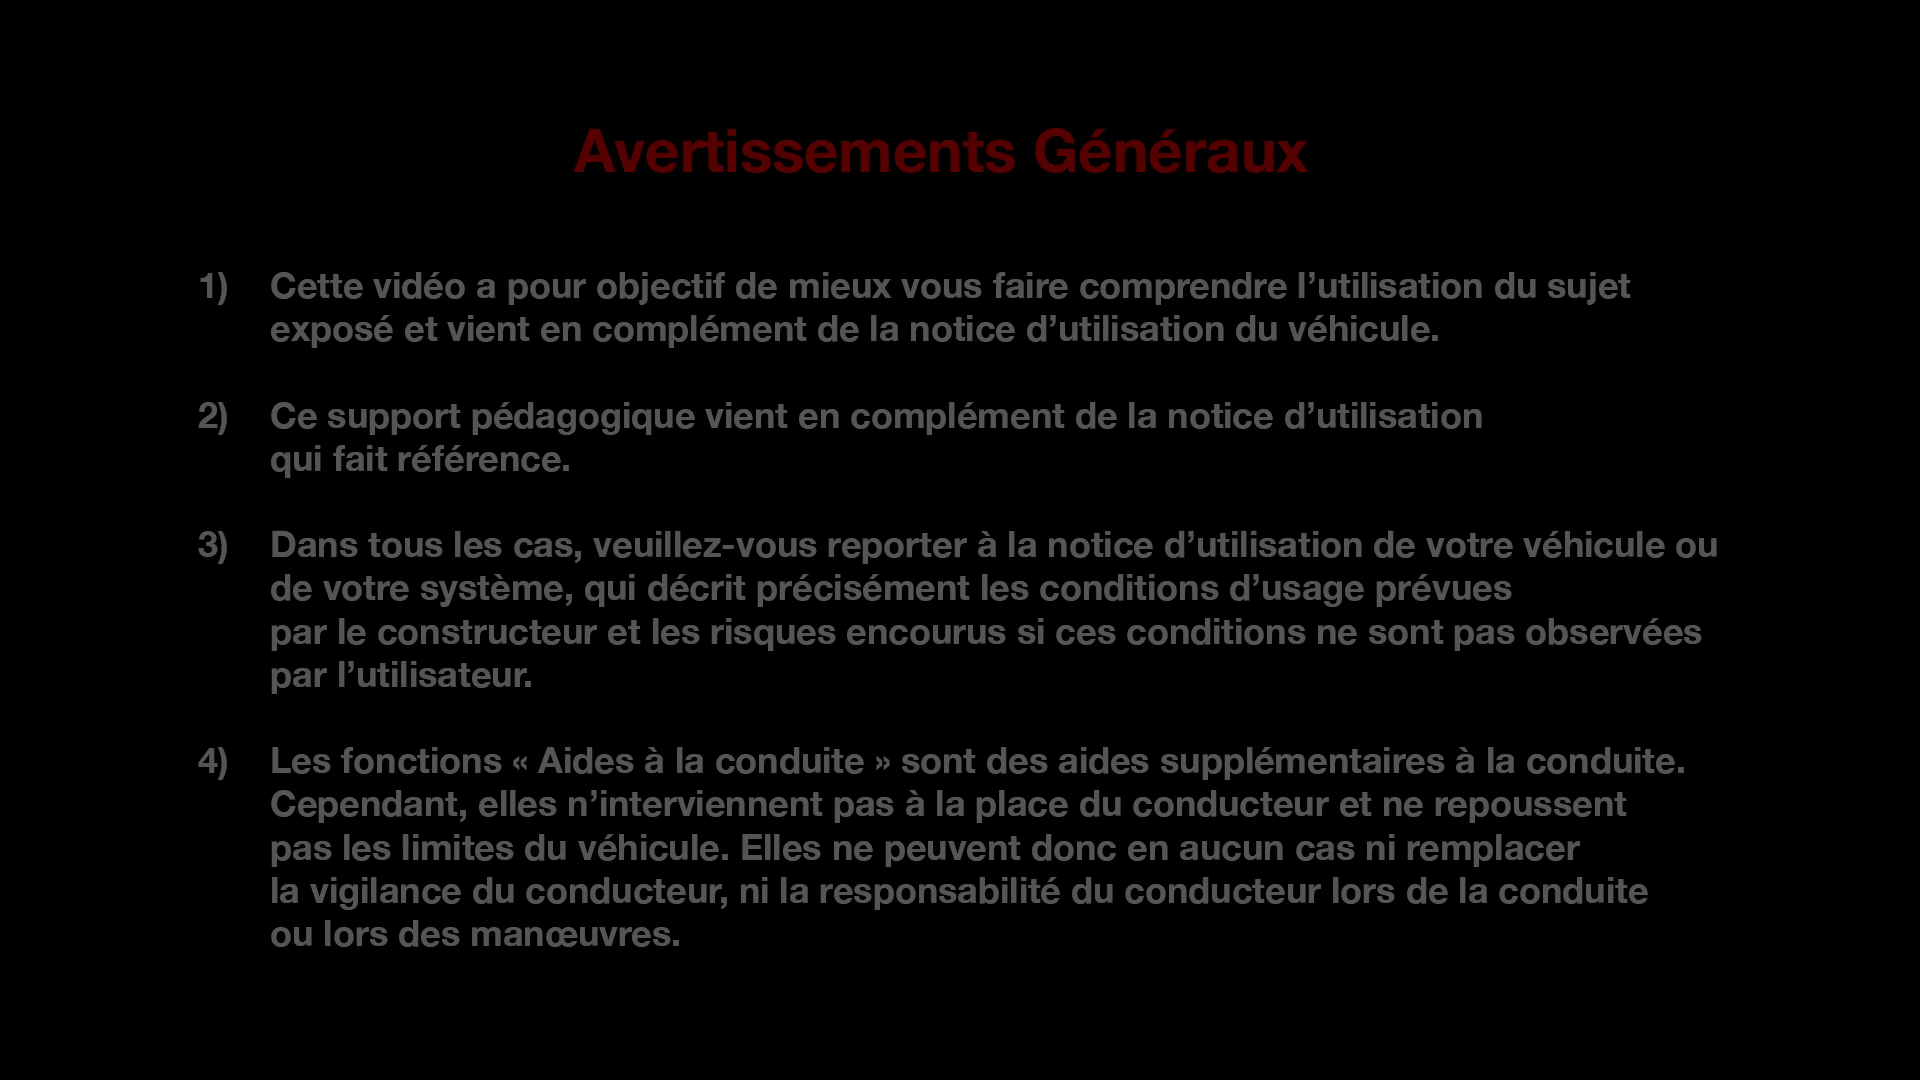 Avertissements Généraux
1) Cette vidéo a pour objectif de mieux vous faire comprendre l’utilisation du sujet
exposé et vient en complément de la notice d’utilisation du véhicule.
2) Ce support pédagogique vient en complément de la notice d’utilisation
qui fait référence.
3) Dans tous les cas, veuillez-vous reporter à la notice d’utilisation de votre véhicule ou
de votre système, qui décrit précisément les conditions d’usage prévues
par le constructeur et les risques encourus si ces conditions ne sont pas observées
par l’utilisateur.
4) Les fonctions « Aides à la conduite » sont des aides supplémentaires à la conduite.
Cependant, elles n’interviennent pas à la place du conducteur et ne repoussent
pas les limites du véhicule. Elles ne peuvent donc en aucun cas ni remplacer
la vigilance du conducteur, ni la responsabilité du conducteur lors de la conduite
ou lors des manœuvres.